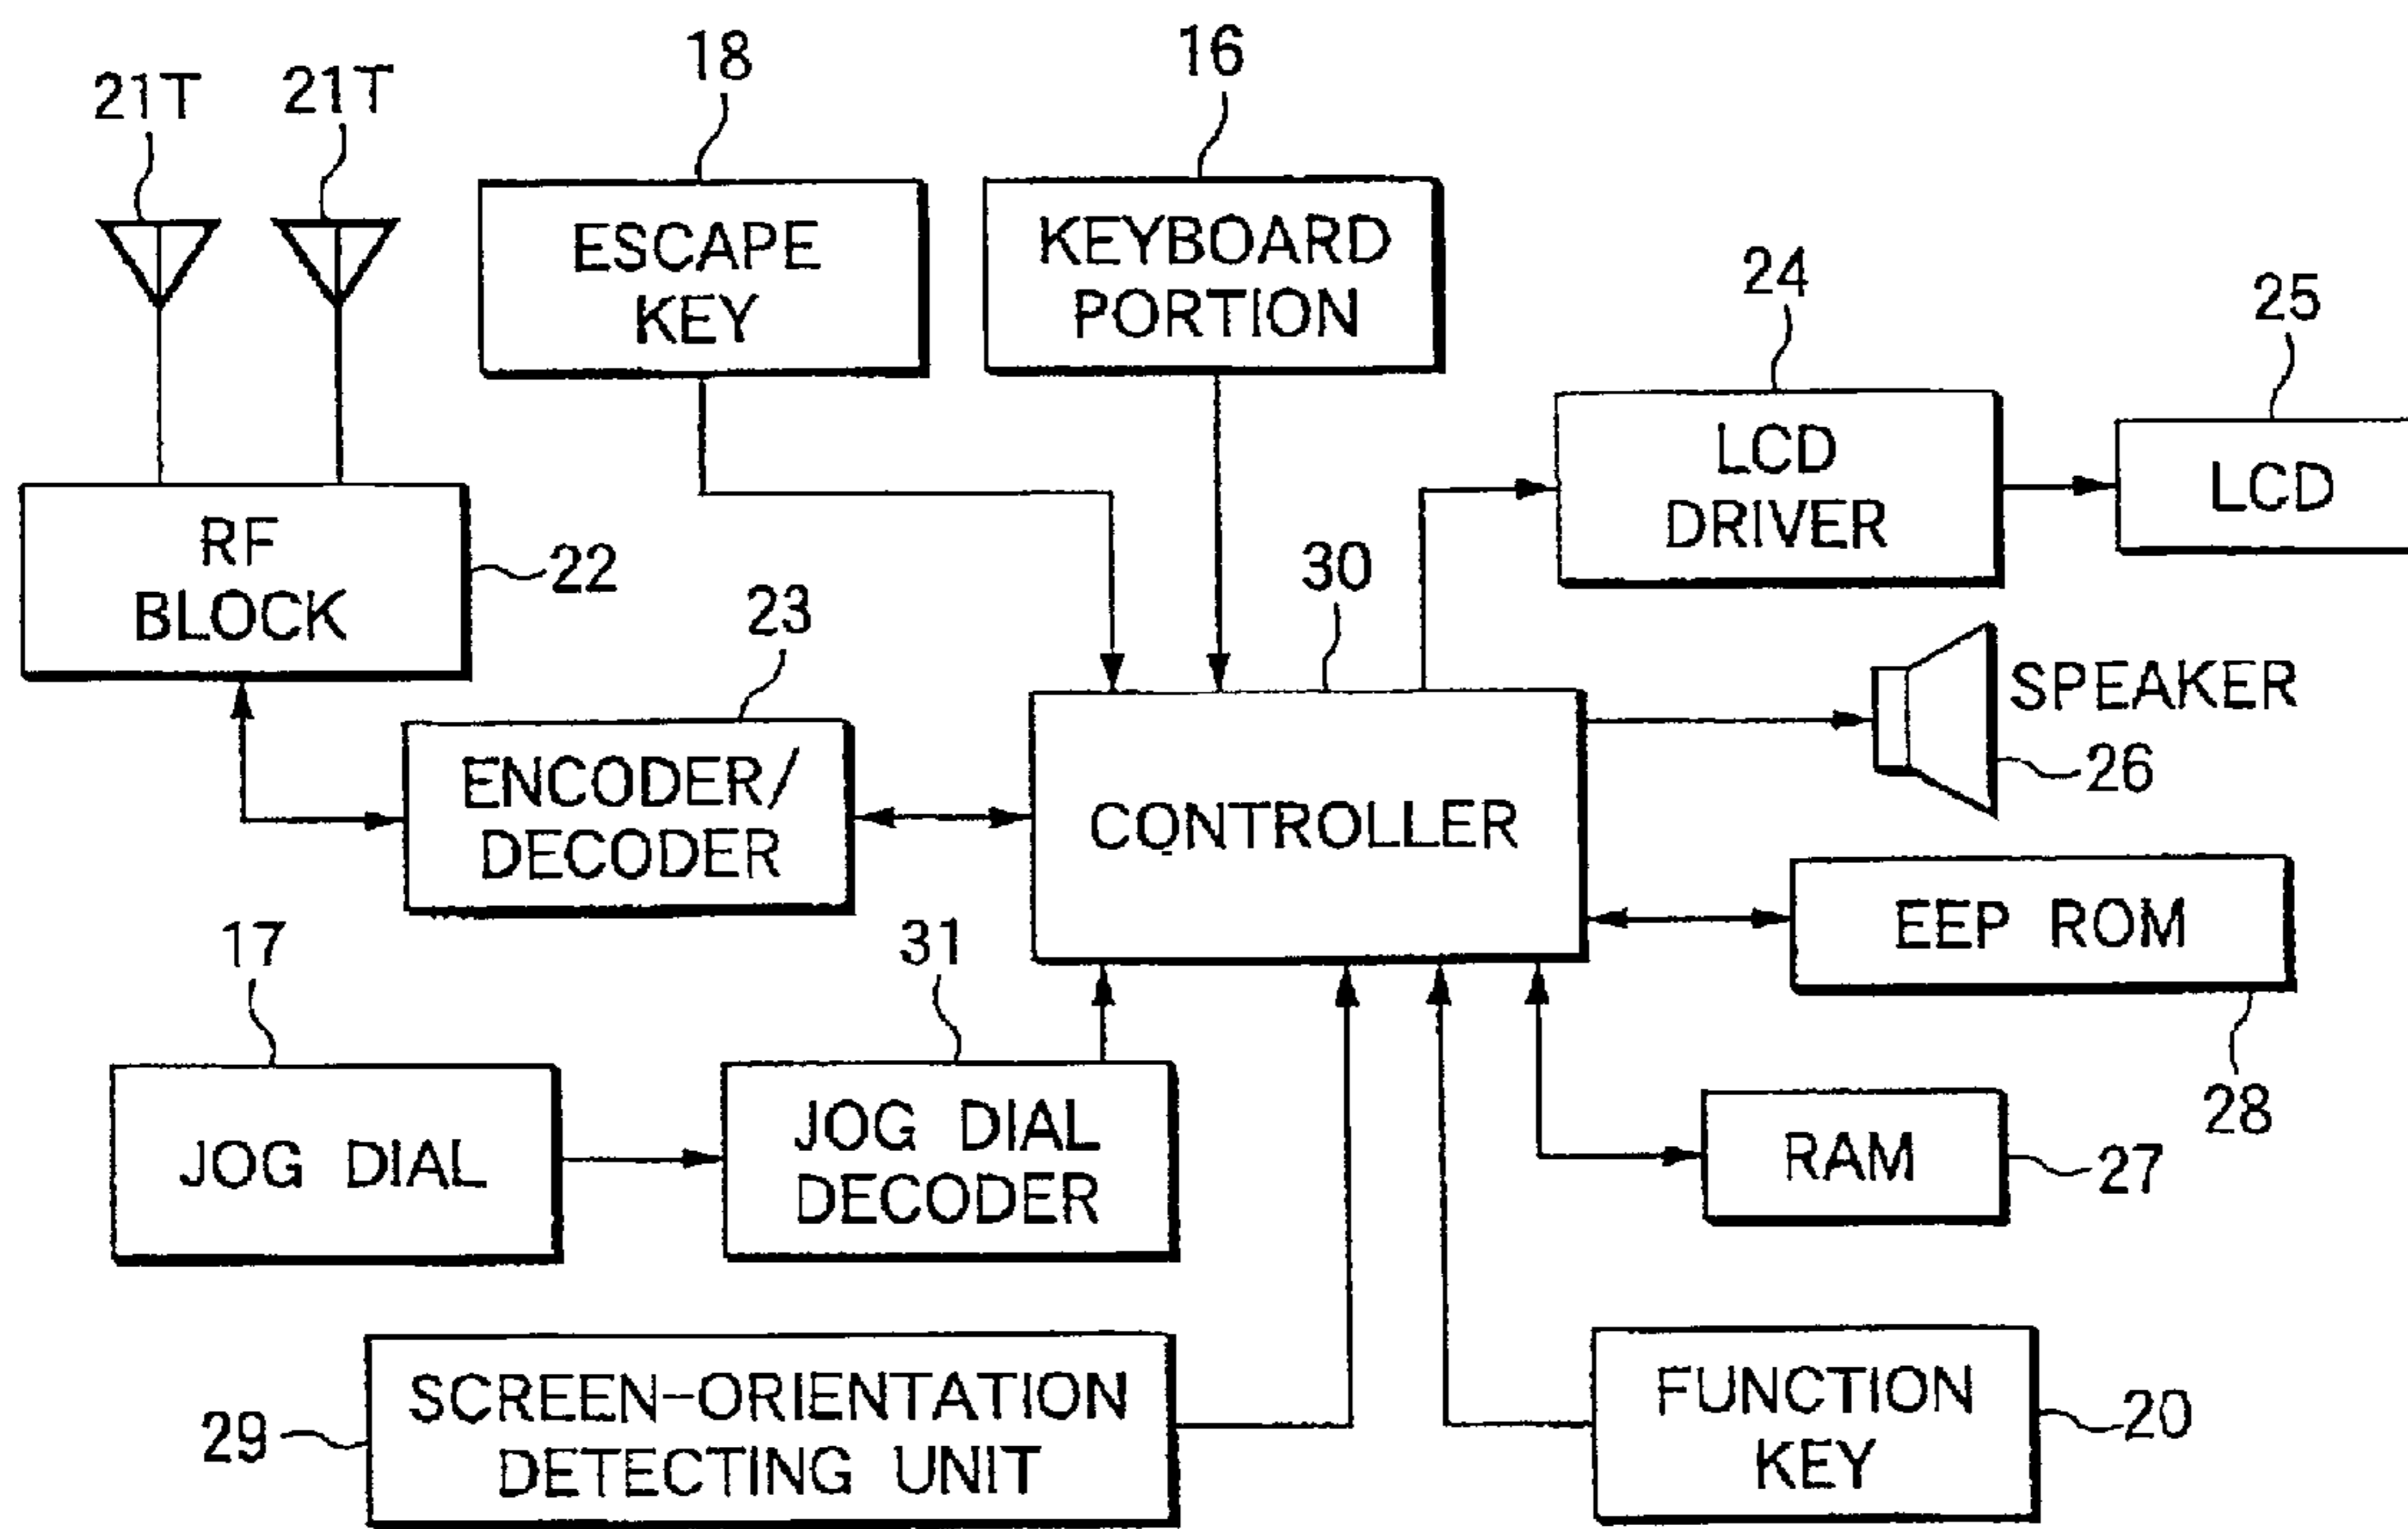 21T
21T
18
16
ESCAPE
KEY
KEYBOARD
PORTION
24
25
LCD
DRIVER
LCD
RF
BLOCK
22
23
30
SPEAKER
26
ENCODER/
DECODER
CONTROLLER
EEP ROM
28
17
31
JOG DIAL
JOG DIAL
DECODER
RAM
27
29
SCREEN-ORIENTATION
DETECTING UNIT
FUNCTION
KEY
20